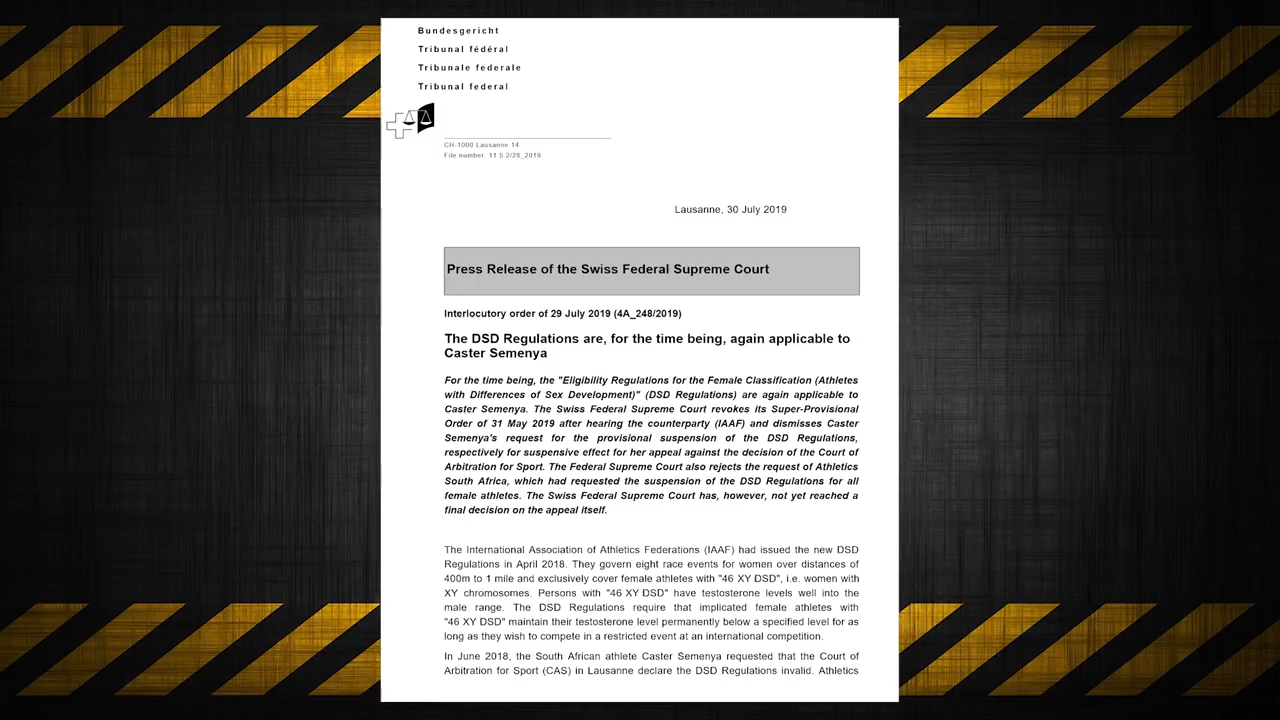 Bundesgericht
Tribunal fédéral
Tribunale federale
Tribunal federal
CH-1000 Lausanne 14
File number 11.5.2/28_2019
Lausanne, 30 July 2019
Press Release of the Swiss Federal Supreme Court
Interlocutory order of 29 July 2019 (4A_248/2019)
The DSD Regulations are, for the time being, again applicable to
Caster Semenya
For the time being, the "Eligibility Regulations for the Female Classification (Athletes
with Differences of Sex Development)" (DSD Regulations) are again applicable to
Caster Semenya. The Swiss Federal Supreme Court revokes its Super-Provisional
Order of 31 May 2019 after hearing the counterparty (IAAF) and dismisses Caster
Semenya's request for the provisional suspension of the DSD Regulations,
respectively for suspensive effect for her appeal against the decision of the Court of
Arbitration for Sport. The Federal Supreme Court also rejects the request of Athletics
South Africa, which had requested the suspension of the DSD Regulations for all
female athletes. The Swiss Federal Supreme Court has, however, not yet reached a
final decision on the appeal itself.
The International Association of Athletics Federations (IAAF) had issued the new DSD
Regulations in April 2018. They govern eight race events for women over distances of
400m to 1 mile and exclusively cover female athletes with "46 XY DSD", i.e. women with
XY chromosomes. Persons with "46 XY DSD" have testosterone levels well into the
male range. The DSD Regulations require that implicated female athletes with
"46 XY DSD" maintain their testosterone level permanently below a specified level for as
long as they wish to compete in a restricted event at an international competition.
In June 2018, the South African athlete Caster Semenya requested that the Court of
Arbitration for Sport (CAS) in Lausanne declare the DSD Regulations invalid. Athletics